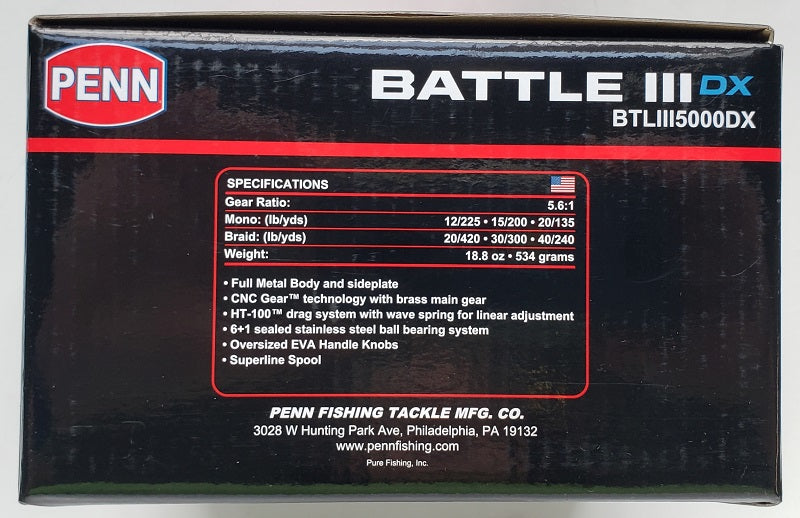 PENN
BATTLE III DX
BTLIII5000DX
SPECIFICATIONS
Gear Ratio: 5.6:1
Mono: (lb/yds) 12/225 • 15/200 • 20/135
Braid: (lb/yds) 20/420 • 30/300 • 40/240
Weight: 18.8 oz • 534 grams
• Full Metal Body and sideplate
• CNC Gear™ technology with brass main gear
• HT-100™ drag system with wave spring for linear adjustment
• 6+1 sealed stainless steel ball bearing system
• Oversized EVA Handle Knobs
• Superline Spool
PENN FISHING TACKLE MFG. CO.
3028 W Hunting Park Ave, Philadelphia, PA 19132
www.pennfishing.com
Pure Fishing, Inc.